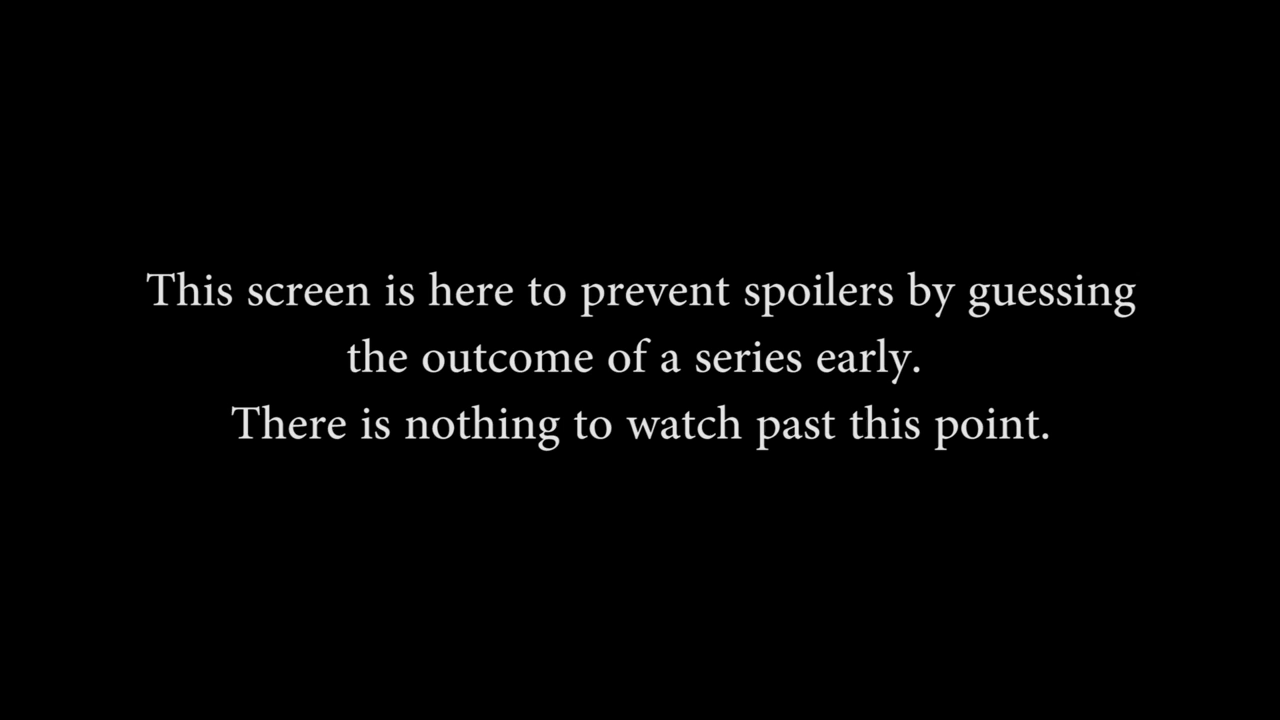 This screen is here to prevent spoilers by guessing
the outcome of a series early.
There is nothing to watch past this point.